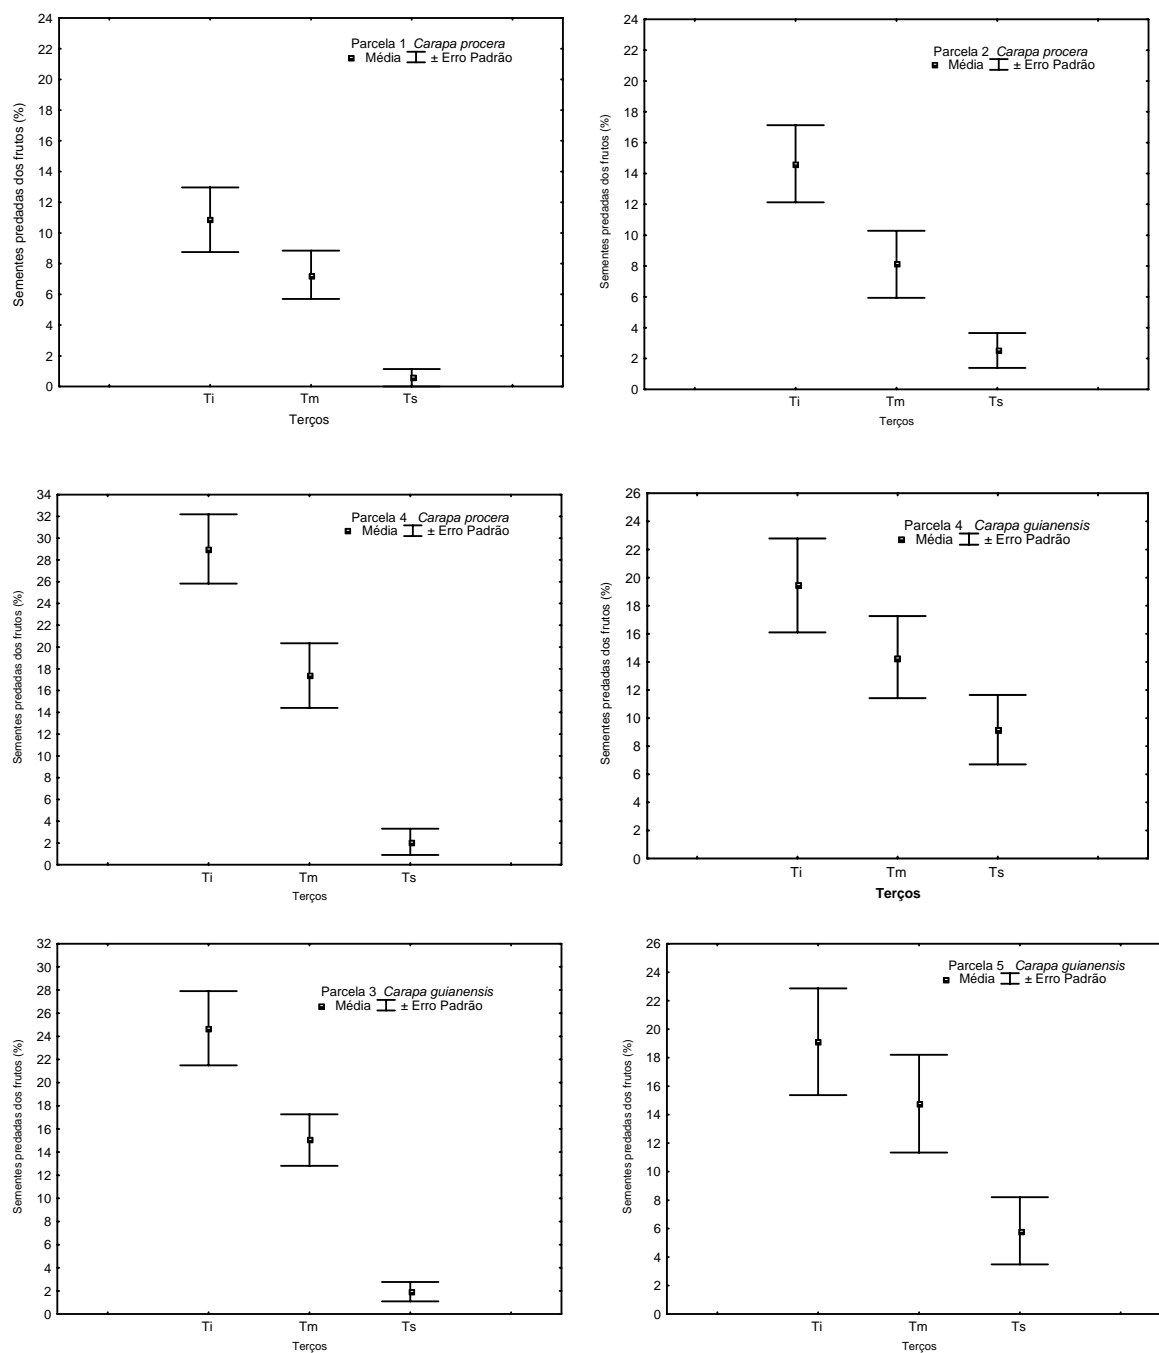 Parcela 1 Carapa procera
Média ± Erro Padrão
Sementes predadas dos frutos (%)
24
22
20
18
16
14
12
10
8
6
4
2
0
Ti Tm Ts
Terços
Parcela 2 Carapa procera
Média ± Erro Padrão
Sementes predadas dos frutos (%)
24
22
20
18
16
14
12
10
8
6
4
2
0
Ti Tm Ts
Terços
Parcela 4 Carapa procera
Média ± Erro Padrão
Sementes predadas dos frutos (%)
34
32
30
28
26
24
22
20
18
16
14
12
10
8
6
4
2
0
Ti Tm Ts
Terços
Parcela 4 Carapa guianensis
Média ± Erro Padrão
Sementes predadas dos frutos (%)
26
24
22
20
18
16
14
12
10
8
6
4
2
0
Ti Tm Ts
Terços
Parcela 3 Carapa guianensis
Média ± Erro Padrão
Sementes predadas dos frutos (%)
32
30
28
26
24
22
20
18
16
14
12
10
8
6
4
2
0
Ti Tm Ts
Terços
Parcela 5 Carapa guianensis
Média ± Erro Padrão
Sementes predadas dos frutos (%)
26
24
22
20
18
16
14
12
10
8
6
4
2
0
Ti Tm Ts
Terços